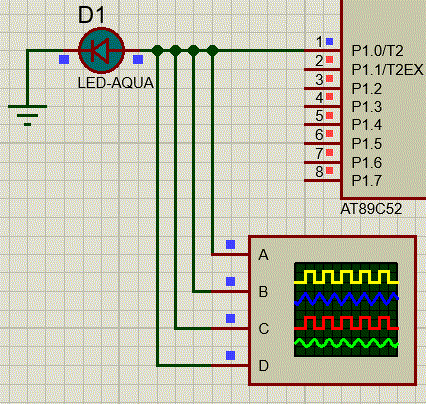 D1
LED-AQUA
1 P1.0/T2
2 P1.1/T2EX
3 P1.2
4 P1.3
5 P1.4
6 P1.5
7 P1.6
8 P1.7
AT89C52
A
B
C
D